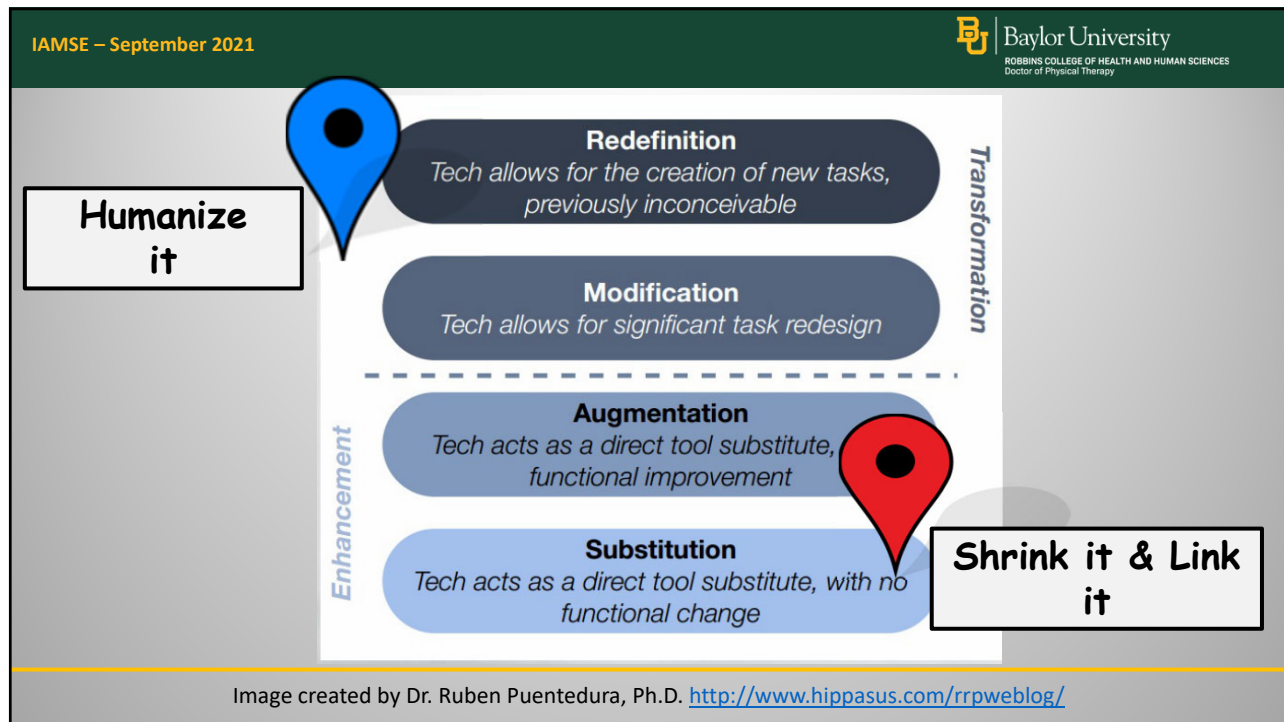 IAMSE – September 2021
BU
Baylor University
ROBBINS COLLEGE OF HEALTH AND HUMAN SCIENCES
Doctor of Physical Therapy
Humanize
it
Redefinition
Tech allows for the creation of new tasks,
previously inconceivable
Transformation
Modification
Tech allows for significant task redesign
Enhancement
Augmentation
Tech acts as a direct tool substitute,
functional improvement
Substitution
Tech acts as a direct tool substitute, with no
functional change
Shrink it & Link
it
Image created by Dr. Ruben Puentedura, Ph.D. http://www.hippasus.com/rrpweblog/